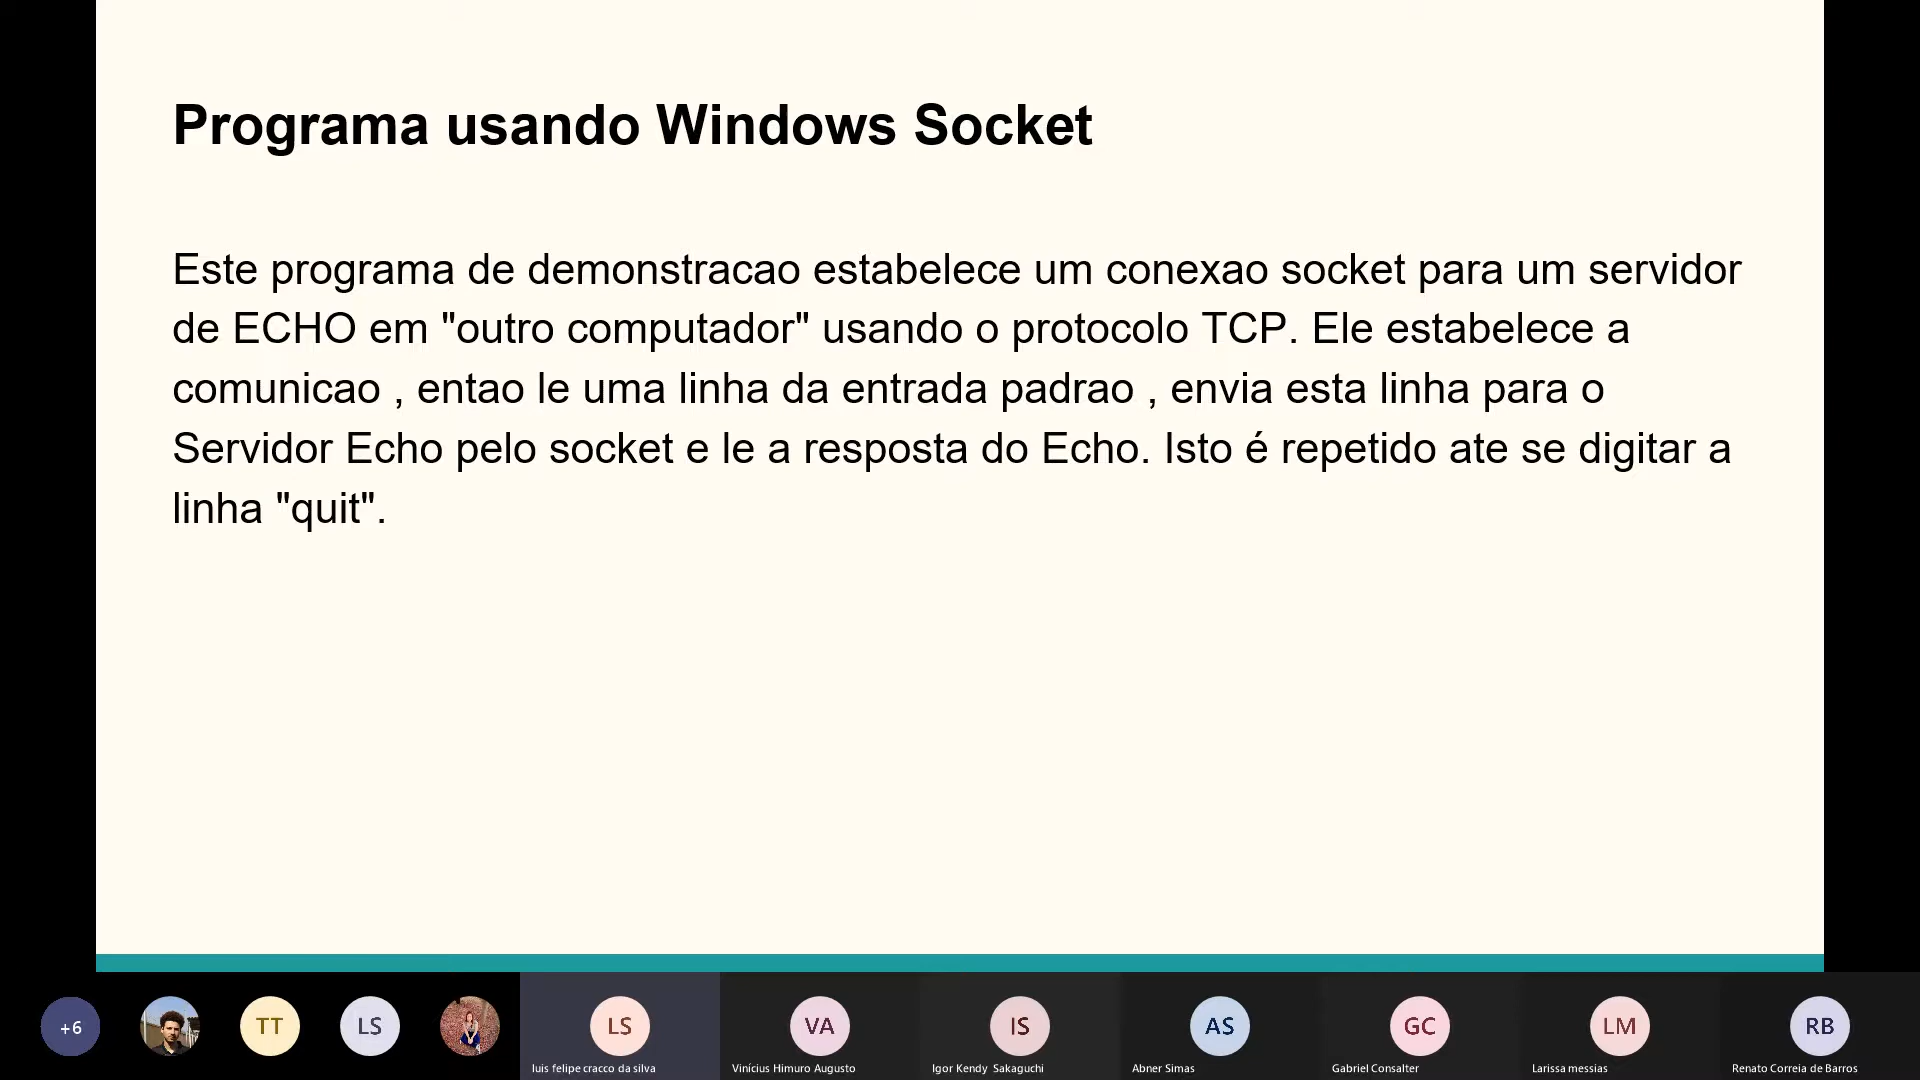 Programa usando Windows Socket
Este programa de demonstracao estabelece um conexao socket para um servidor
de ECHO em "outro computador" usando o protocolo TCP. Ele estabelece a
comunicao , entao le uma linha da entrada padrao , envia esta linha para o
Servidor Echo pelo socket e le a resposta do Echo. Isto é repetido ate se digitar a
linha "quit".
+6
TT
LS
LS
VA
IS
AS
GC
LM
RB
luis felipe cracco da silva
Vinícius Himuro Augusto
Igor Kendy Sakaguchi
Abner Simas
Gabriel Consalter
Larissa messias
Renato Correia de Barros